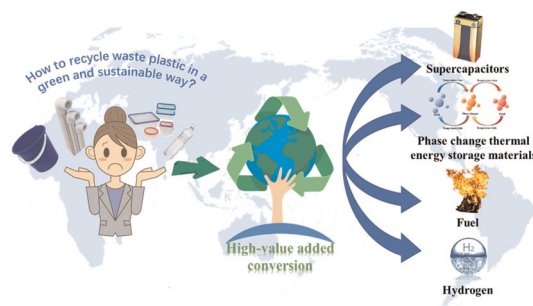 How to recycle waste plastic in a
green and sustainable way?
High-value added
conversion
Supercapacitors
Phase change thermal
energy storage materials
Fuel
H2
Hydrogen